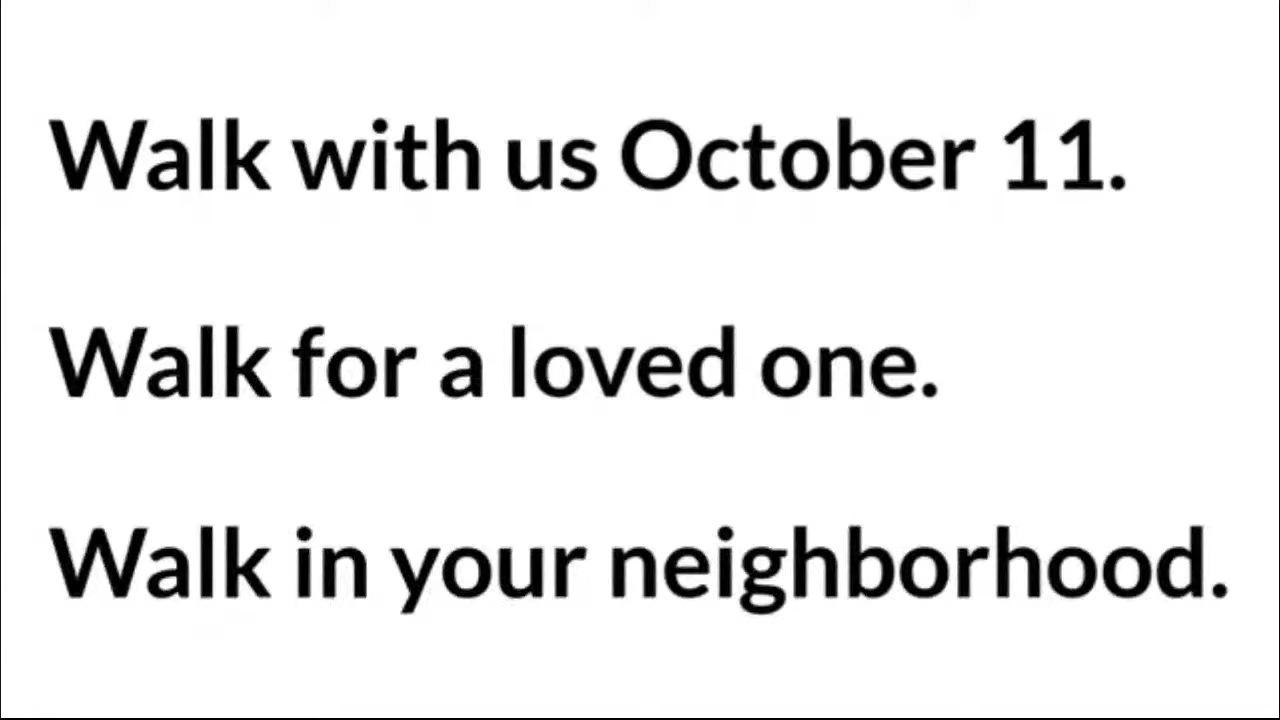 Walk with us October 11.
Walk for a loved one.
Walk in your neighborhood.